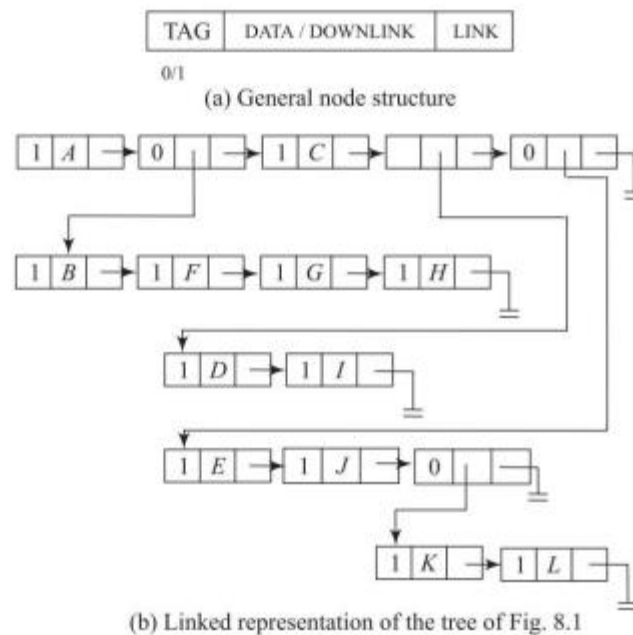 TAG DATA / DOWNLINK LINK
0/1
(a) General node structure
1 A 0 1 C 0
1 B 1 F 1 G 1 H
1 D 1 I
1 E 1 J 0
1 K 1 L
(b) Linked representation of the tree of Fig. 8.1